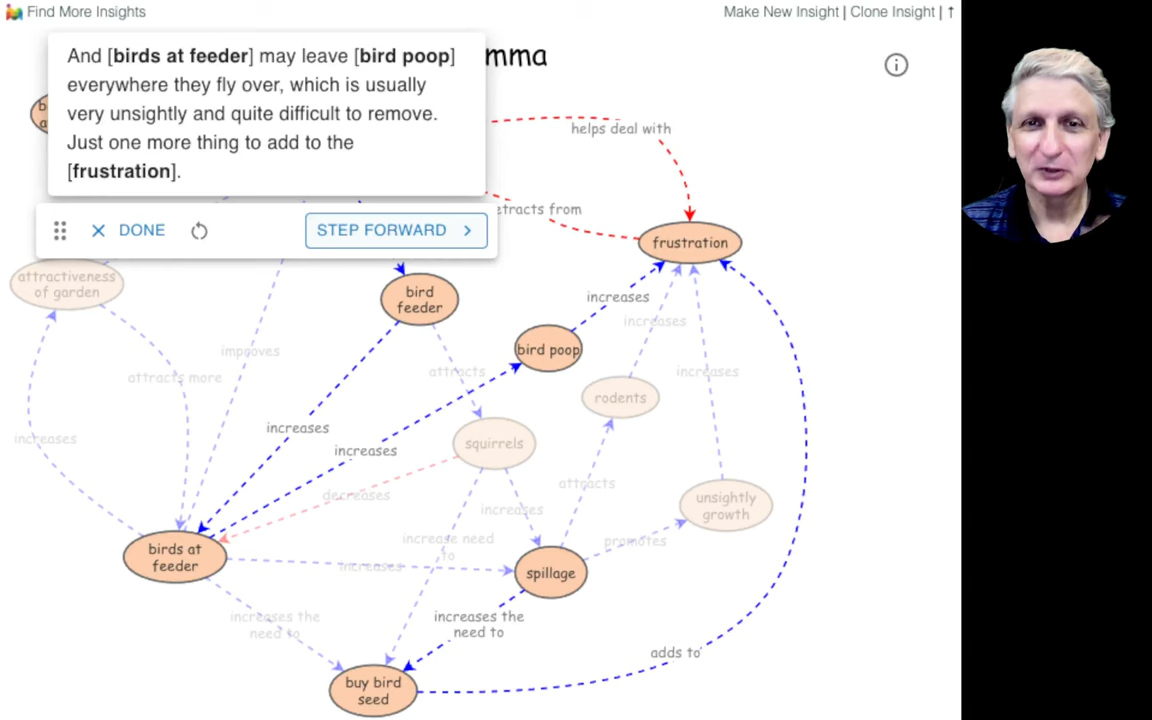 Find More Insights
Make New Insight | Clone Insight | ↑
And [birds at feeder] may leave [bird poop]
everywhere they fly over, which is usually
very unsightly and quite difficult to remove.
Just one more thing to add to the
[frustration].
mma
helps deal with
etracts from
DONE
STEP FORWARD
frustration
attractiveness
of garden
bird
feeder
increases
increases
bird poop
improves
attracts
increases
attracts more
rodents
increases
increases
increases
squirrels
attracts
decreases
increases
unsightly
growth
increase need
to
promotes
birds at
feeder
increases
spillage
increases the
need to
increases the
need to
adds to
buy bird
seed